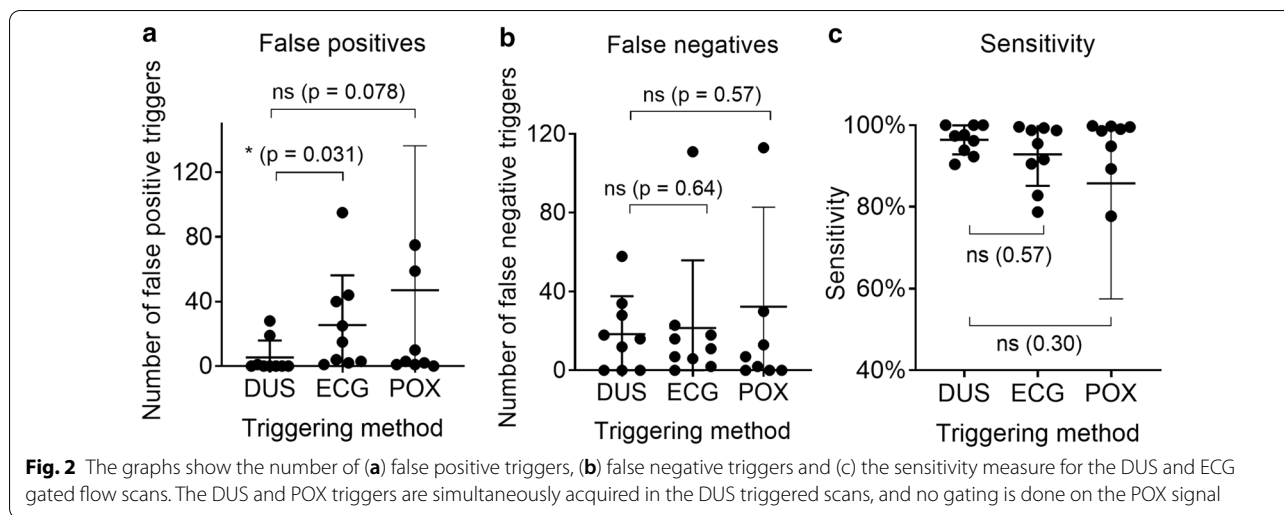 a
False positives
Number of false positive triggers
ns (p = 0.078)
* (p = 0.031)
120
80
40
0
DUS ECG POX
Triggering method
b
False negatives
Number of false negative triggers
ns (p = 0.57)
ns (p = 0.64)
120
80
40
0
DUS ECG POX
Triggering method
c
Sensitivity
Sensitivity
100%
80%
60%
40%
ns (0.57)
ns (0.30)
DUS ECG POX
Triggering method
Fig. 2 The graphs show the number of (a) false positive triggers, (b) false negative triggers and (c) the sensitivity measure for the DUS and ECG
gated flow scans. The DUS and POX triggers are simultaneously acquired in the DUS triggered scans, and no gating is done on the POX signal